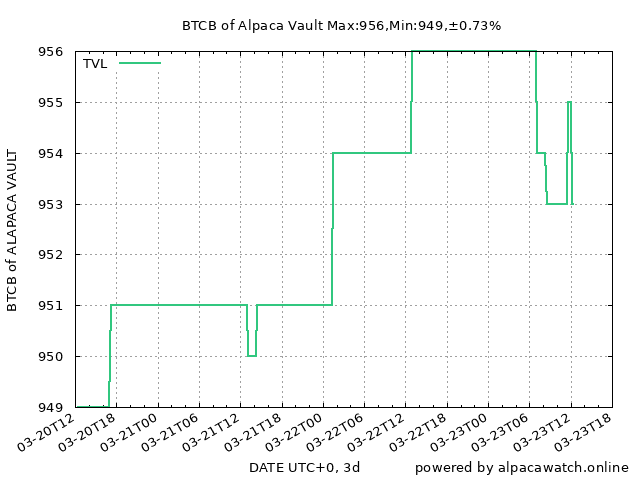 BTCB of Alpaca Vault Max:956,Min:949,±0.73%
TVL
956
955
954
953
952
951
950
949
BTCB of ALAPACA VAULT
03-20T12
03-20T18
03-21T00
03-21T06
03-21T12
03-21T18
03-22T00
03-22T06
03-22T12
03-22T18
03-23T00
03-23T06
03-23T12
03-23T18
DATE UTC+0, 3d
powered by alpacawatch.online